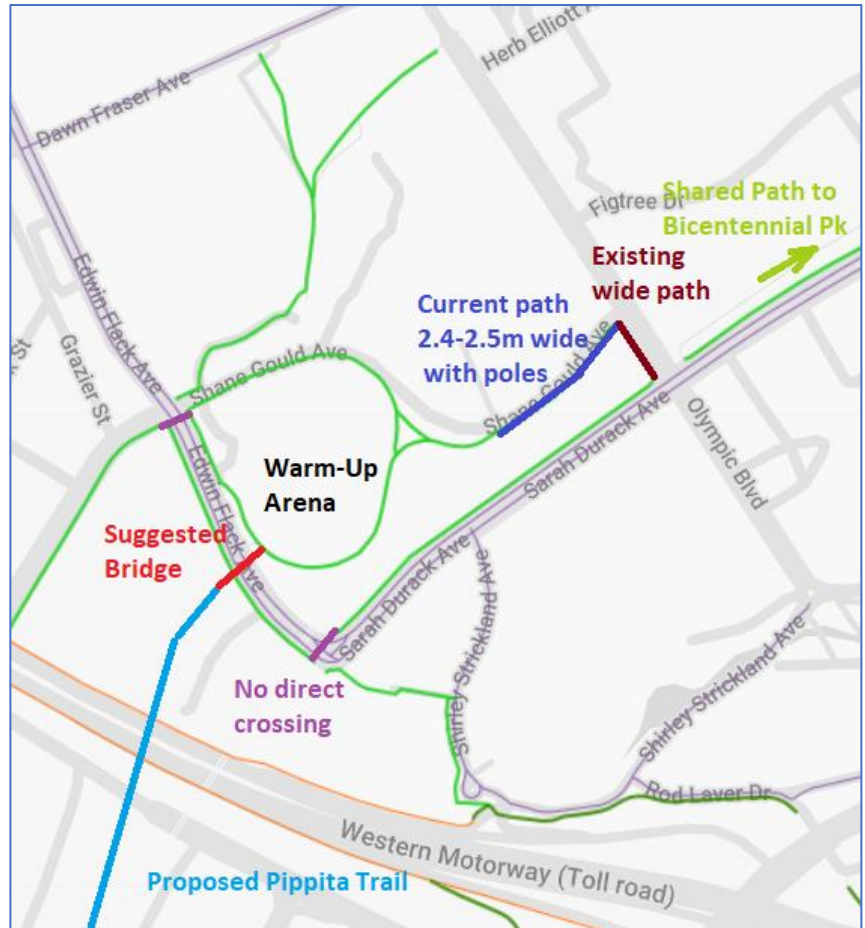 Herb Elliott A
Dawn Fraser Ave
Shared Path to
Bicentennial Pk
Figtree Dr
Existing
wide path
Current path
2.4-2.5m wide
with poles
Edwin Flack Ave
Grazier St
St
Shane Gould Ave
Shane Gould Ave
Sarah Durack Ave
Olympic Blvd
Warm-Up
Arena
Edwin Flack Ave
Suggested
Bridge
Sarah Durack Ave
No direct
crossing
Shirley Strickland Ave
Shirley Strickland Ave
Rod Laver Dr
Western Motorway (Toll road)
Proposed Pippita Trail